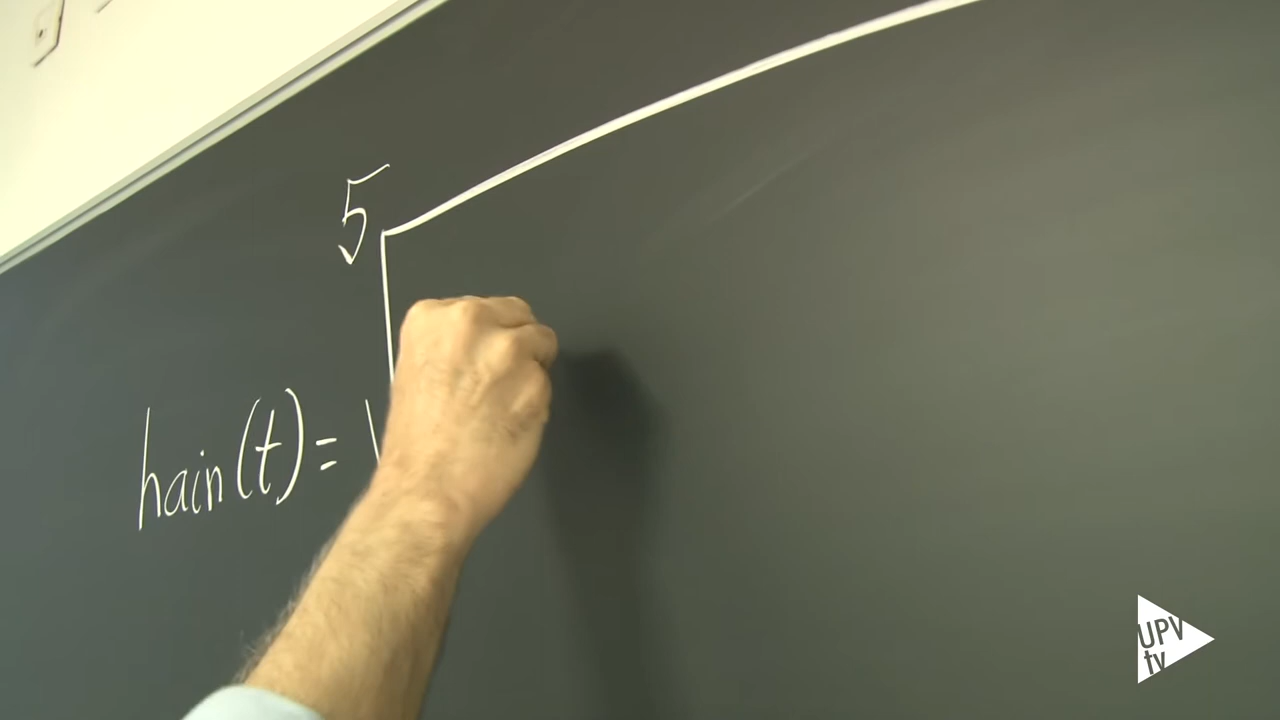 5
hain(t) = √
UPV
tv